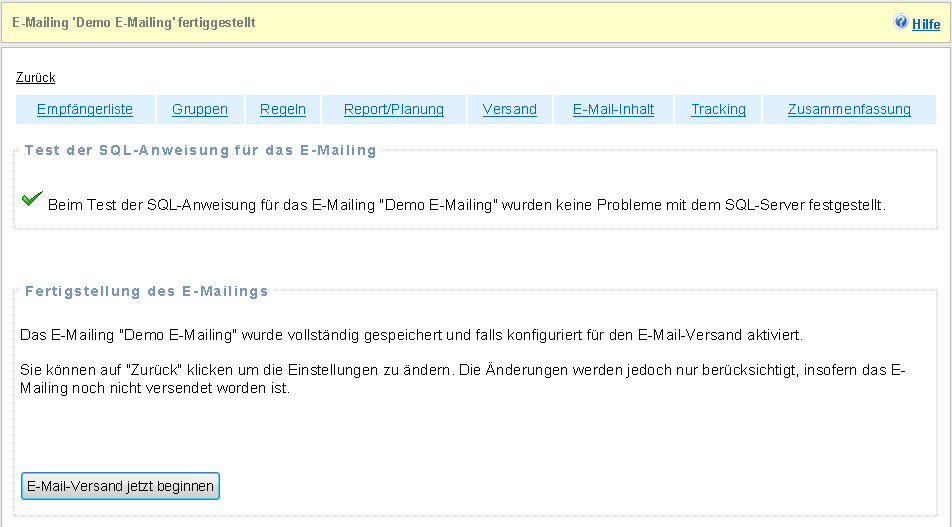 E-Mailing 'Demo E-Mailing' fertiggestellt
Hilfe
Zurück
Empfängerliste Gruppen Regeln Report/Planung Versand E-Mail-Inhalt Tracking Zusammenfassung
Test der SQL-Anweisung für das E-Mailing
Beim Test der SQL-Anweisung für das E-Mailing "Demo E-Mailing" wurden keine Probleme mit dem SQL-Server festgestellt.
Fertigstellung des E-Mailings
Das E-Mailing "Demo E-Mailing" wurde vollständig gespeichert und falls konfiguriert für den E-Mail-Versand aktiviert.
Sie können auf "Zurück" klicken um die Einstellungen zu ändern. Die Änderungen werden jedoch nur berücksichtigt, insofern das E-
Mailing noch nicht versendet worden ist.
E-Mail-Versand jetzt beginnen